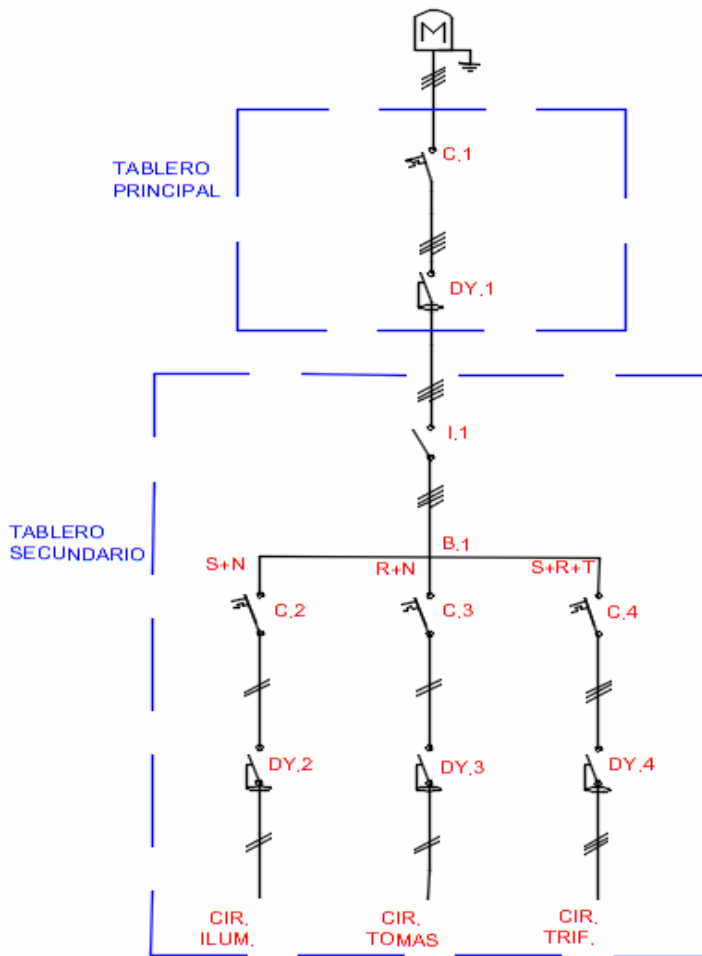 M
C.1
TABLERO
PRINCIPAL
DY.1
I.1
TABLERO
SECUNDARIO
B.1
S+N
R+N
S+R+T
C.2
C.3
C.4
DY.2
DY.3
DY.4
CIR.
ILUM.
CIR.
TOMAS
CIR.
TRIF.